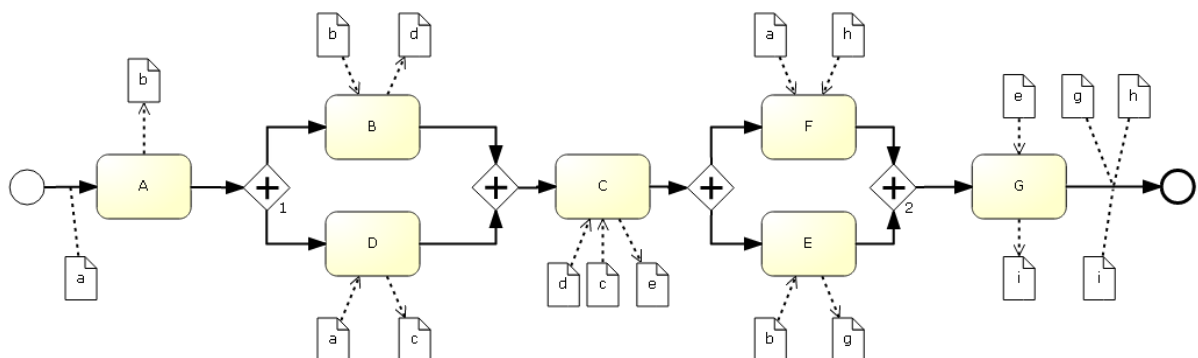 b d a h
b e g h
B F
A C G
1 2
D E
a d c e i i
a c b g